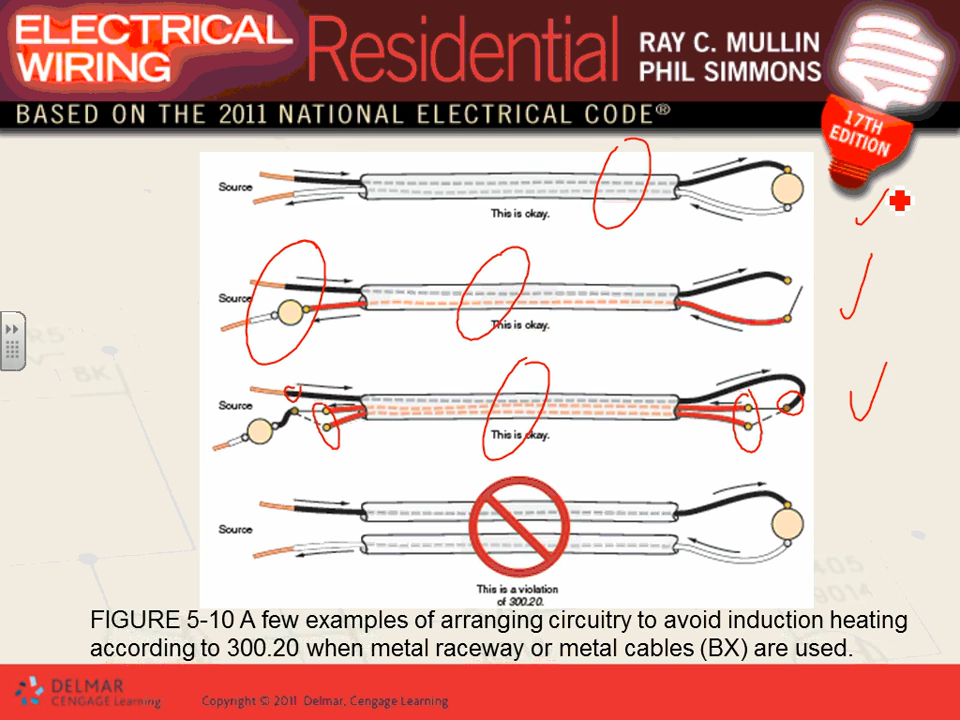 ELECTRICAL
WIRING
Residential
RAY C. MULLIN
PHIL SIMMONS
BASED ON THE 2011 NATIONAL ELECTRICAL CODE®
17TH
EDITION
Source
This is okay.
Source
This is okay.
Source
This is okay.
Source
This is a violation
of 300.20.
FIGURE 5-10 A few examples of arranging circuitry to avoid induction heating
according to 300.20 when metal raceway or metal cables (BX) are used.
DELMAR
CENGAGE Learning
Copyright © 2011 Delmar, Cengage Learning